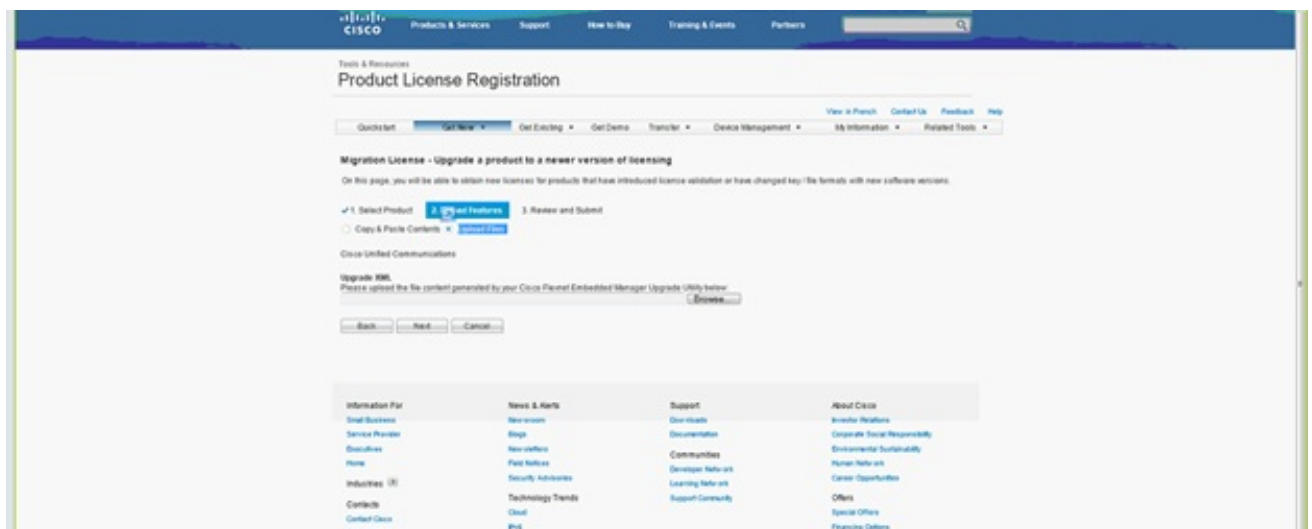 CISCO Products & Services Support How to Buy Training & Events Partners
Tools & Resources
Product License Registration
View in French Contact Us Feedback Help
Quickstart Get New Get Existing Get Demo Transfer Device Management My Information Related Tools
Migration License - Upgrade a product to a newer version of licensing
On this page, you will be able to obtain new licenses for products that have introduced license validation or have changed key / file formats with new software versions.
1. Select Product 2. Features 3. Review and Submit
Copy & Paste Contents Upload Files
Cisco Unified Communications
Upgrade XML
Please upload the file content generated by your Cisco Flexnet Embedded Manager Upgrade Utility below:
Browse...
Back Next Cancel
Information For News & Alerts Support About Cisco
Small Business Newsroom Downloads Investor Relations
Service Provider Blogs Documentation Corporate Social Responsibility
Executives Newsletters Environmental Sustainability
Home Field Notices Communities Human Network
Security Advisories Developer Network Career Opportunities
Industries Learning Network
Technology Trends Support Community Offers
Contacts Cloud Special Offers
Contact Cisco IPv6 Financing Options